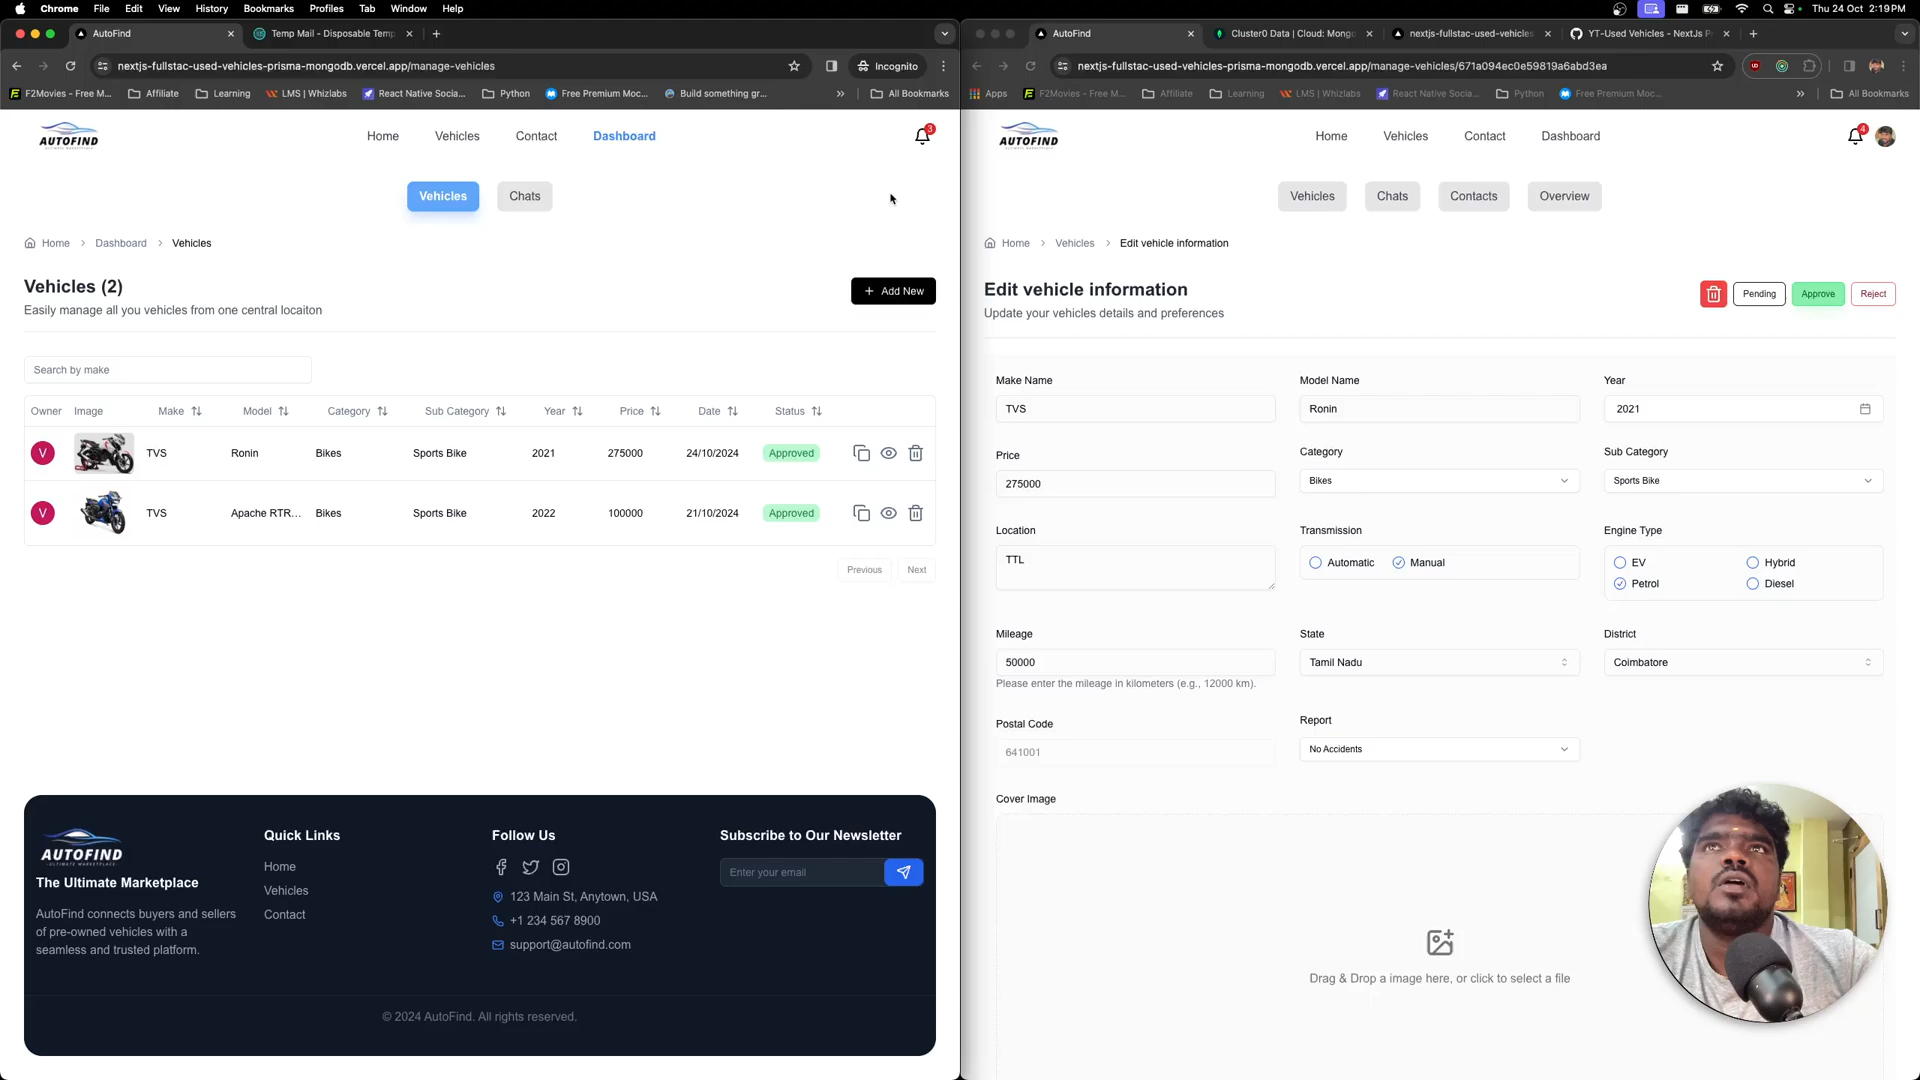 Chrome File Edit View History Bookmarks Profiles Tab Window Help
Thu 24 Oct 2:19PM
AutoFind
Temp Mail - Disposable Temp
nextjs-fullstac-used-vehicles-prisma-mongodb.vercel.app/manage-vehicles
Incognito
F2Movies - Free M...
Affiliate
Learning
LMS | Whizlabs
React Native Socia...
Python
Free Premium Moc...
Build something gr...
All Bookmarks
AUTOFIND
Home
Vehicles
Contact
Dashboard
3
Vehicles
Chats
Home > Dashboard > Vehicles
Vehicles (2)
Easily manage all you vehicles from one central locaiton
+ Add New
Search by make
Owner Image Make Model Category Sub Category Year Price Date Status
V TVS Ronin Bikes Sports Bike 2021 275000 24/10/2024 Approved
V TVS Apache RTR... Bikes Sports Bike 2022 100000 21/10/2024 Approved
Previous Next
AUTOFIND
The Ultimate Marketplace
AutoFind connects buyers and sellers
of pre-owned vehicles with a
seamless and trusted platform.
Quick Links
Home
Vehicles
Contact
Follow Us
123 Main St, Anytown, USA
+1 234 567 8900
support@autofind.com
Subscribe to Our Newsletter
Enter your email
© 2024 AutoFind. All rights reserved.
AutoFind
Cluster0 Data | Cloud: Mongo
nextjs-fullstac-used-vehicles
YT-Used Vehicles - NextJs P
nextjs-fullstac-used-vehicles-prisma-mongodb.vercel.app/manage-vehicles/671a094ec0e59819a6abd3ea
Apps
F2Movies - Free M...
Affiliate
Learning
LMS | Whizlabs
React Native Socia...
Python
Free Premium Moc...
All Bookmarks
AUTOFIND
Home
Vehicles
Contact
Dashboard
4
Vehicles
Chats
Contacts
Overview
Home > Vehicles > Edit vehicle information
Edit vehicle information
Update your vehicles details and preferences
Pending
Approve
Reject
Make Name
TVS
Model Name
Ronin
Year
2021
Price
275000
Category
Bikes
Sub Category
Sports Bike
Location
TTL
Transmission
Automatic Manual
Engine Type
EV Hybrid
Petrol Diesel
Mileage
50000
Please enter the mileage in kilometers (e.g., 12000 km).
State
Tamil Nadu
District
Coimbatore
Postal Code
641001
Report
No Accidents
Cover Image
Drag & Drop a image here, or click to select a file